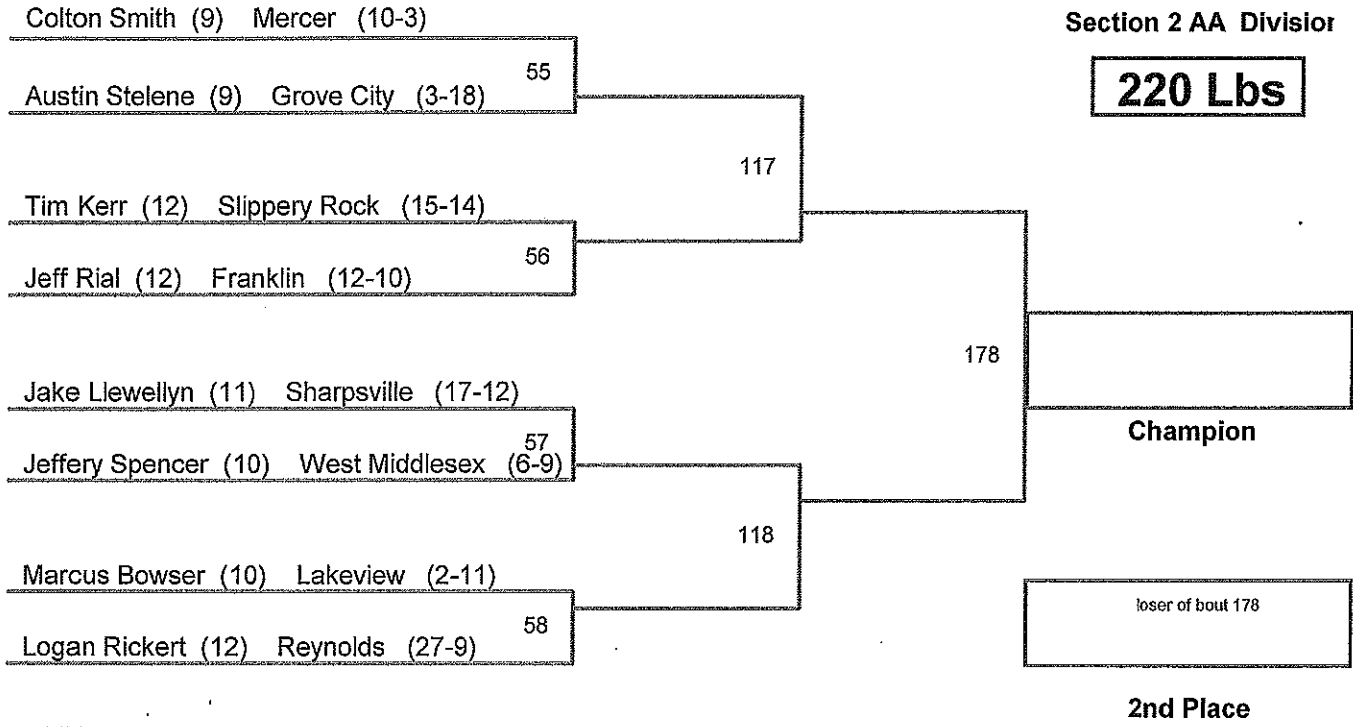 Colton Smith (9) Mercer (10-3)
Section 2 AA Division
55
Austin Stelene (9) Grove City (3-18)
220 Lbs
117
Tim Kerr (12) Slippery Rock (15-14)
56
Jeff Rial (12) Franklin (12-10)
178
Jake Llewellyn (11) Sharpsville (17-12)
Champion
57
Jeffery Spencer (10) West Middlesex (6-9)
118
Marcus Bowser (10) Lakeview (2-11)
loser of bout 178
58
Logan Rickert (12) Reynolds (27-9)
2nd Place